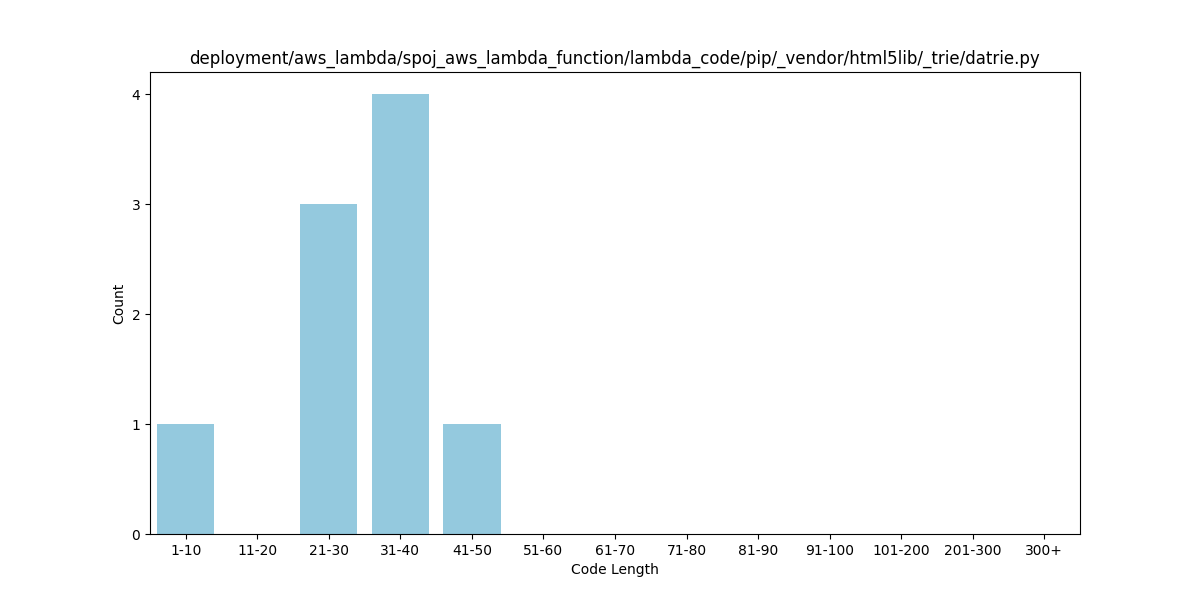 deployment/aws_lambda/spoj_aws_lambda_function/lambda_code/pip/_vendor/html5lib/_trie/datrie.py
4
3
2
1
0
Count
1-10 11-20 21-30 31-40 41-50 51-60 61-70 71-80 81-90 91-100 101-200 201-300 300+
Code Length